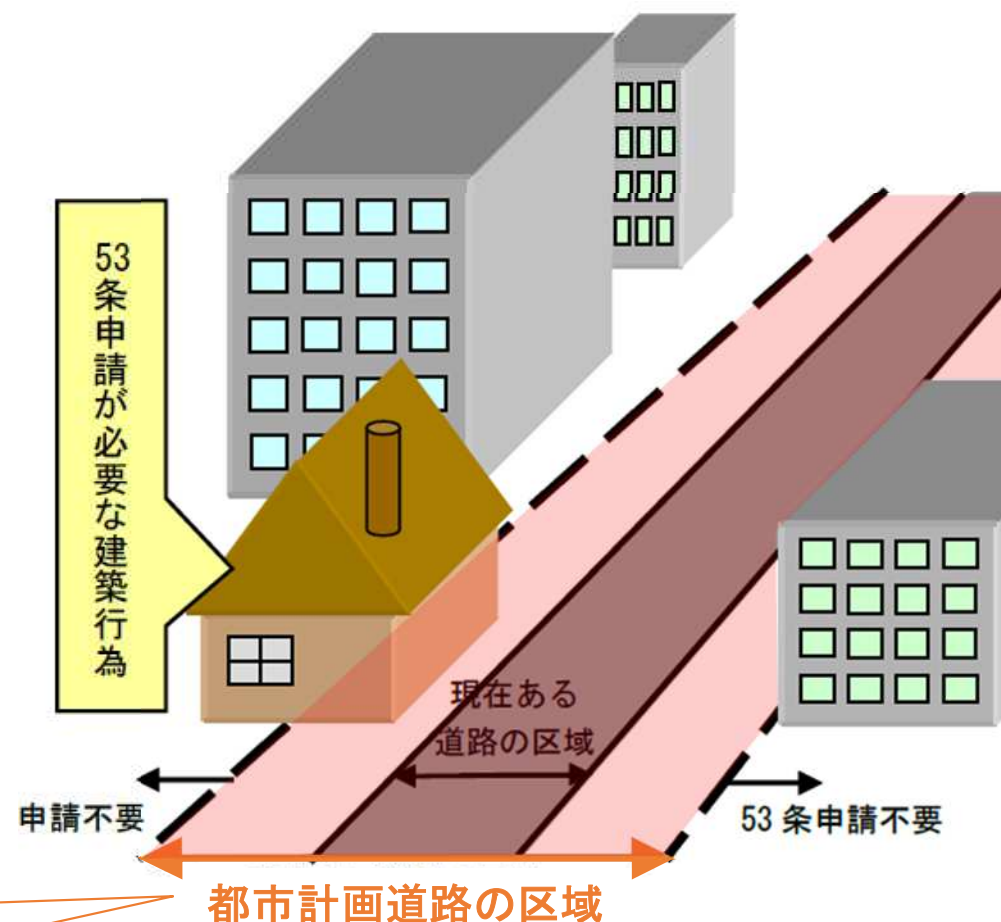 53条申請が必要な建築行為
現在ある
道路の区域
申請不要
53条申請不要
都市計画道路の区域